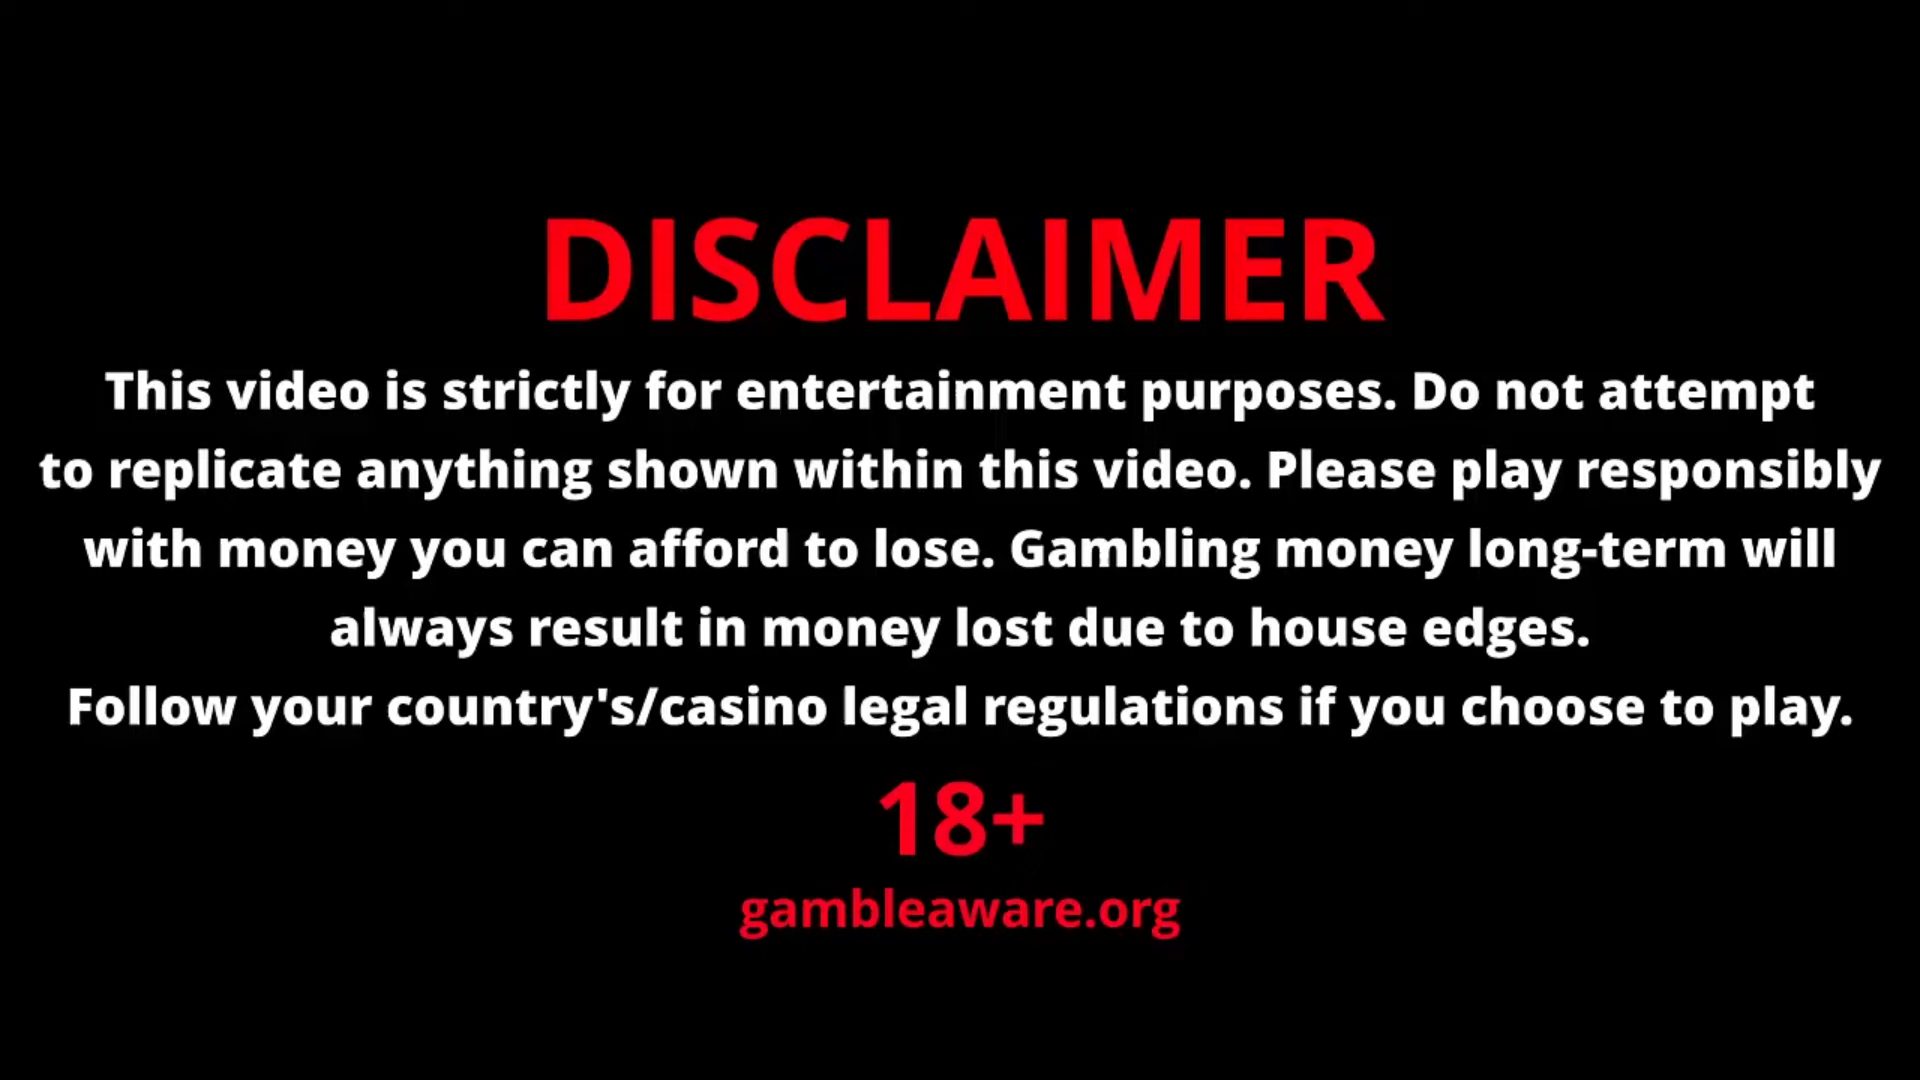 DISCLAIMER
This video is strictly for entertainment purposes. Do not attempt
to replicate anything shown within this video. Please play responsibly
with money you can afford to lose. Gambling money long-term will
always result in money lost due to house edges.
Follow your country's/casino legal regulations if you choose to play.
18+
gambleaware.org